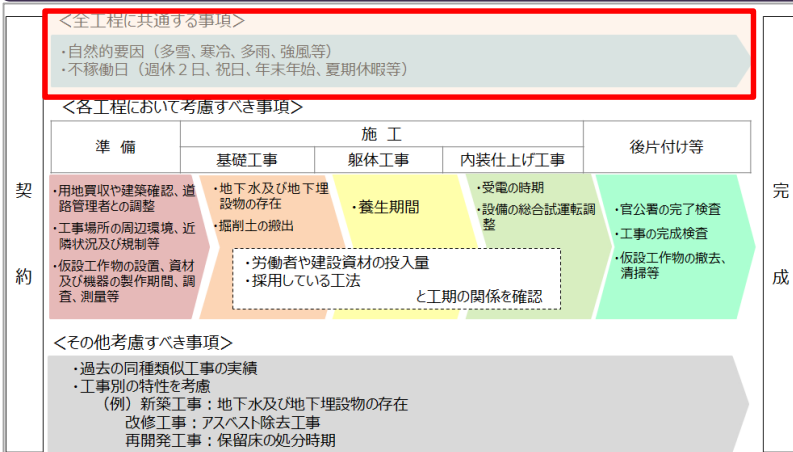 <全工程に共通する事項>
・自然的要因（多雪、寒冷、多雨、強風等）
・不稼働日（週休２日、祝日、年末年始、夏期休暇等）
<各工程において考慮すべき事項>
準 備
施 工
後片付け等
基礎工事
躯体工事
内装仕上げ工事
契
約
・用地買収や建築確認、道
路管理者との調整
・工事場所の周辺環境、近
隣状況及び規制等
・仮設工作物の設置、資材
及び機器の製作期間、調
査、測量等
・地下水及び地下埋
設物の存在
・掘削土の搬出
・養生期間
・受電の時期
・設備の総合試運転調
整
・労働者や建設資材の投入量
・採用している工法
と工期の関係を確認
・官公署の完了検査
・工事の完成検査
・仮設工作物の撤去、
清掃等
完
成
<その他考慮すべき事項>
・過去の同種類似工事の実績
・工事別の特性を考慮
（例）新築工事：地下水及び地下埋設物の存在
改修工事：アスベスト除去工事
再開発工事：保留床の処分時期